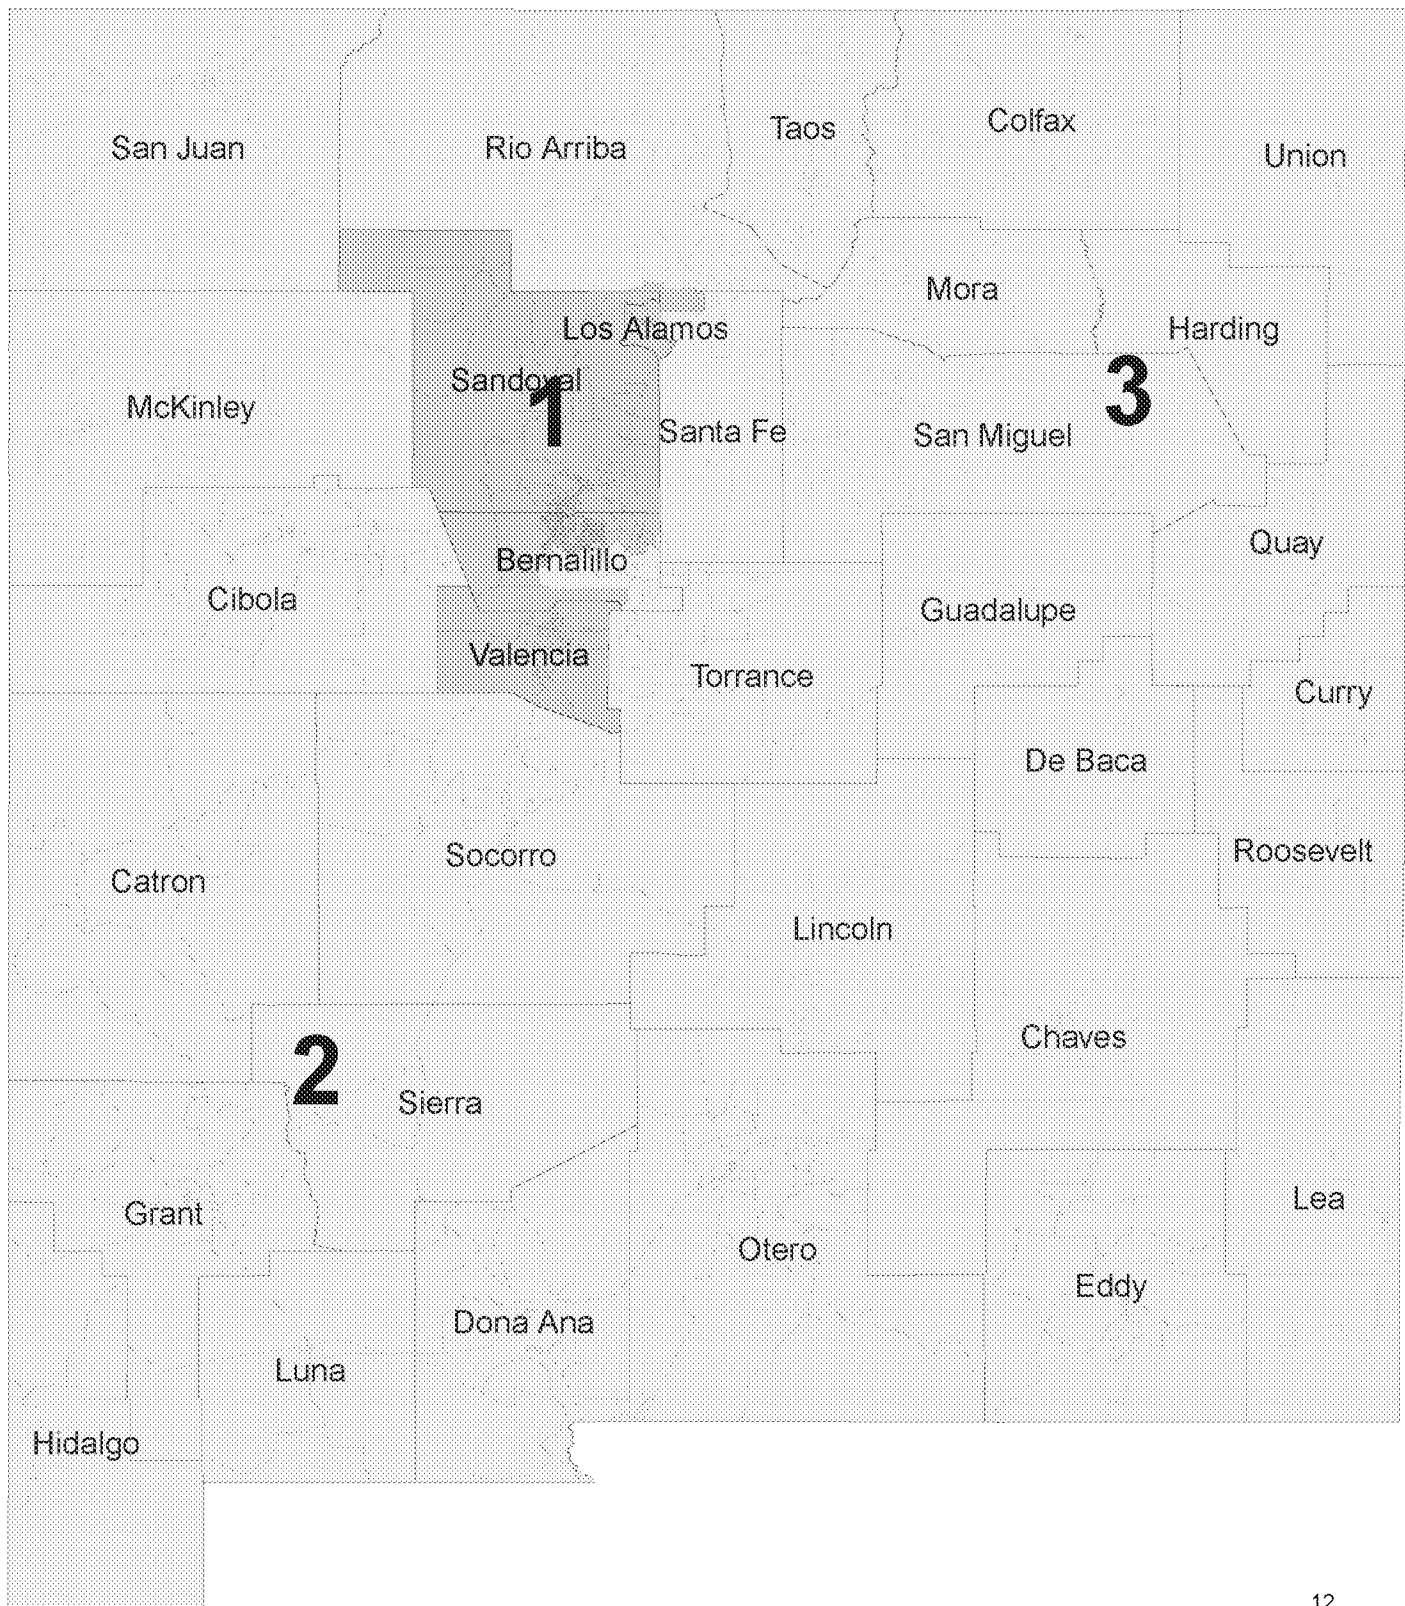 Taos
Colfax
San Juan
Rio Arriba
Union
Mora
Los Alamos
Harding
Sandoval
1
3
McKinley
Santa Fe
San Miguel
Bernalillo
Quay
Cibola
Guadalupe
Valencia
Torrance
Curry
De Baca
Socorro
Roosevelt
Catron
Lincoln
Chaves
2
Sierra
Grant
Lea
Otero
Eddy
Dona Ana
Luna
Hidalgo
12